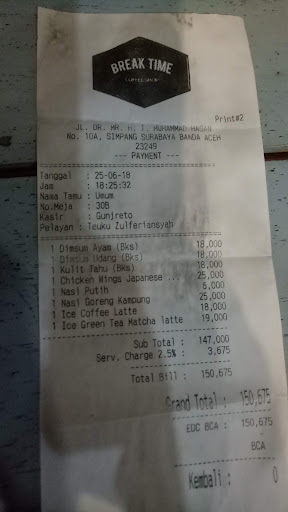 BREAK TIME
Print#2
JL. DR. MR. H. T. MUHAMMAD HASAN
No. 10A, SIMPANG SURABAYA BANDA ACEH
23249
--- PAYMENT ---
Tanggal : 25-06-18
Jam : 18:25:32
Nama Tamu : Umum
No.Meja : 305
Kasir : Gunjreto
Pelayan : Teuku Zulferiansyah
1 Dimsum Ayam (Bks) 18,000
1 Dimsum Udang (Bks) 18,000
1 Kulit Tahu (Bks) 18,000
1 Chicken Wings Japanese ... 25,000
1 Nasi Putih 6,000
1 Nasi Goreng Kampung 25,000
1 Ice Coffee Latte 18,000
1 Ice Green Tea Matcha latte 19,000
Sub Total : 147,000
Serv. Charge 2.5% : 3,675
Total Bill : 150,675
Grand Total : 150,675
EDC BCA : 150,675
BCA
Kembali : 0